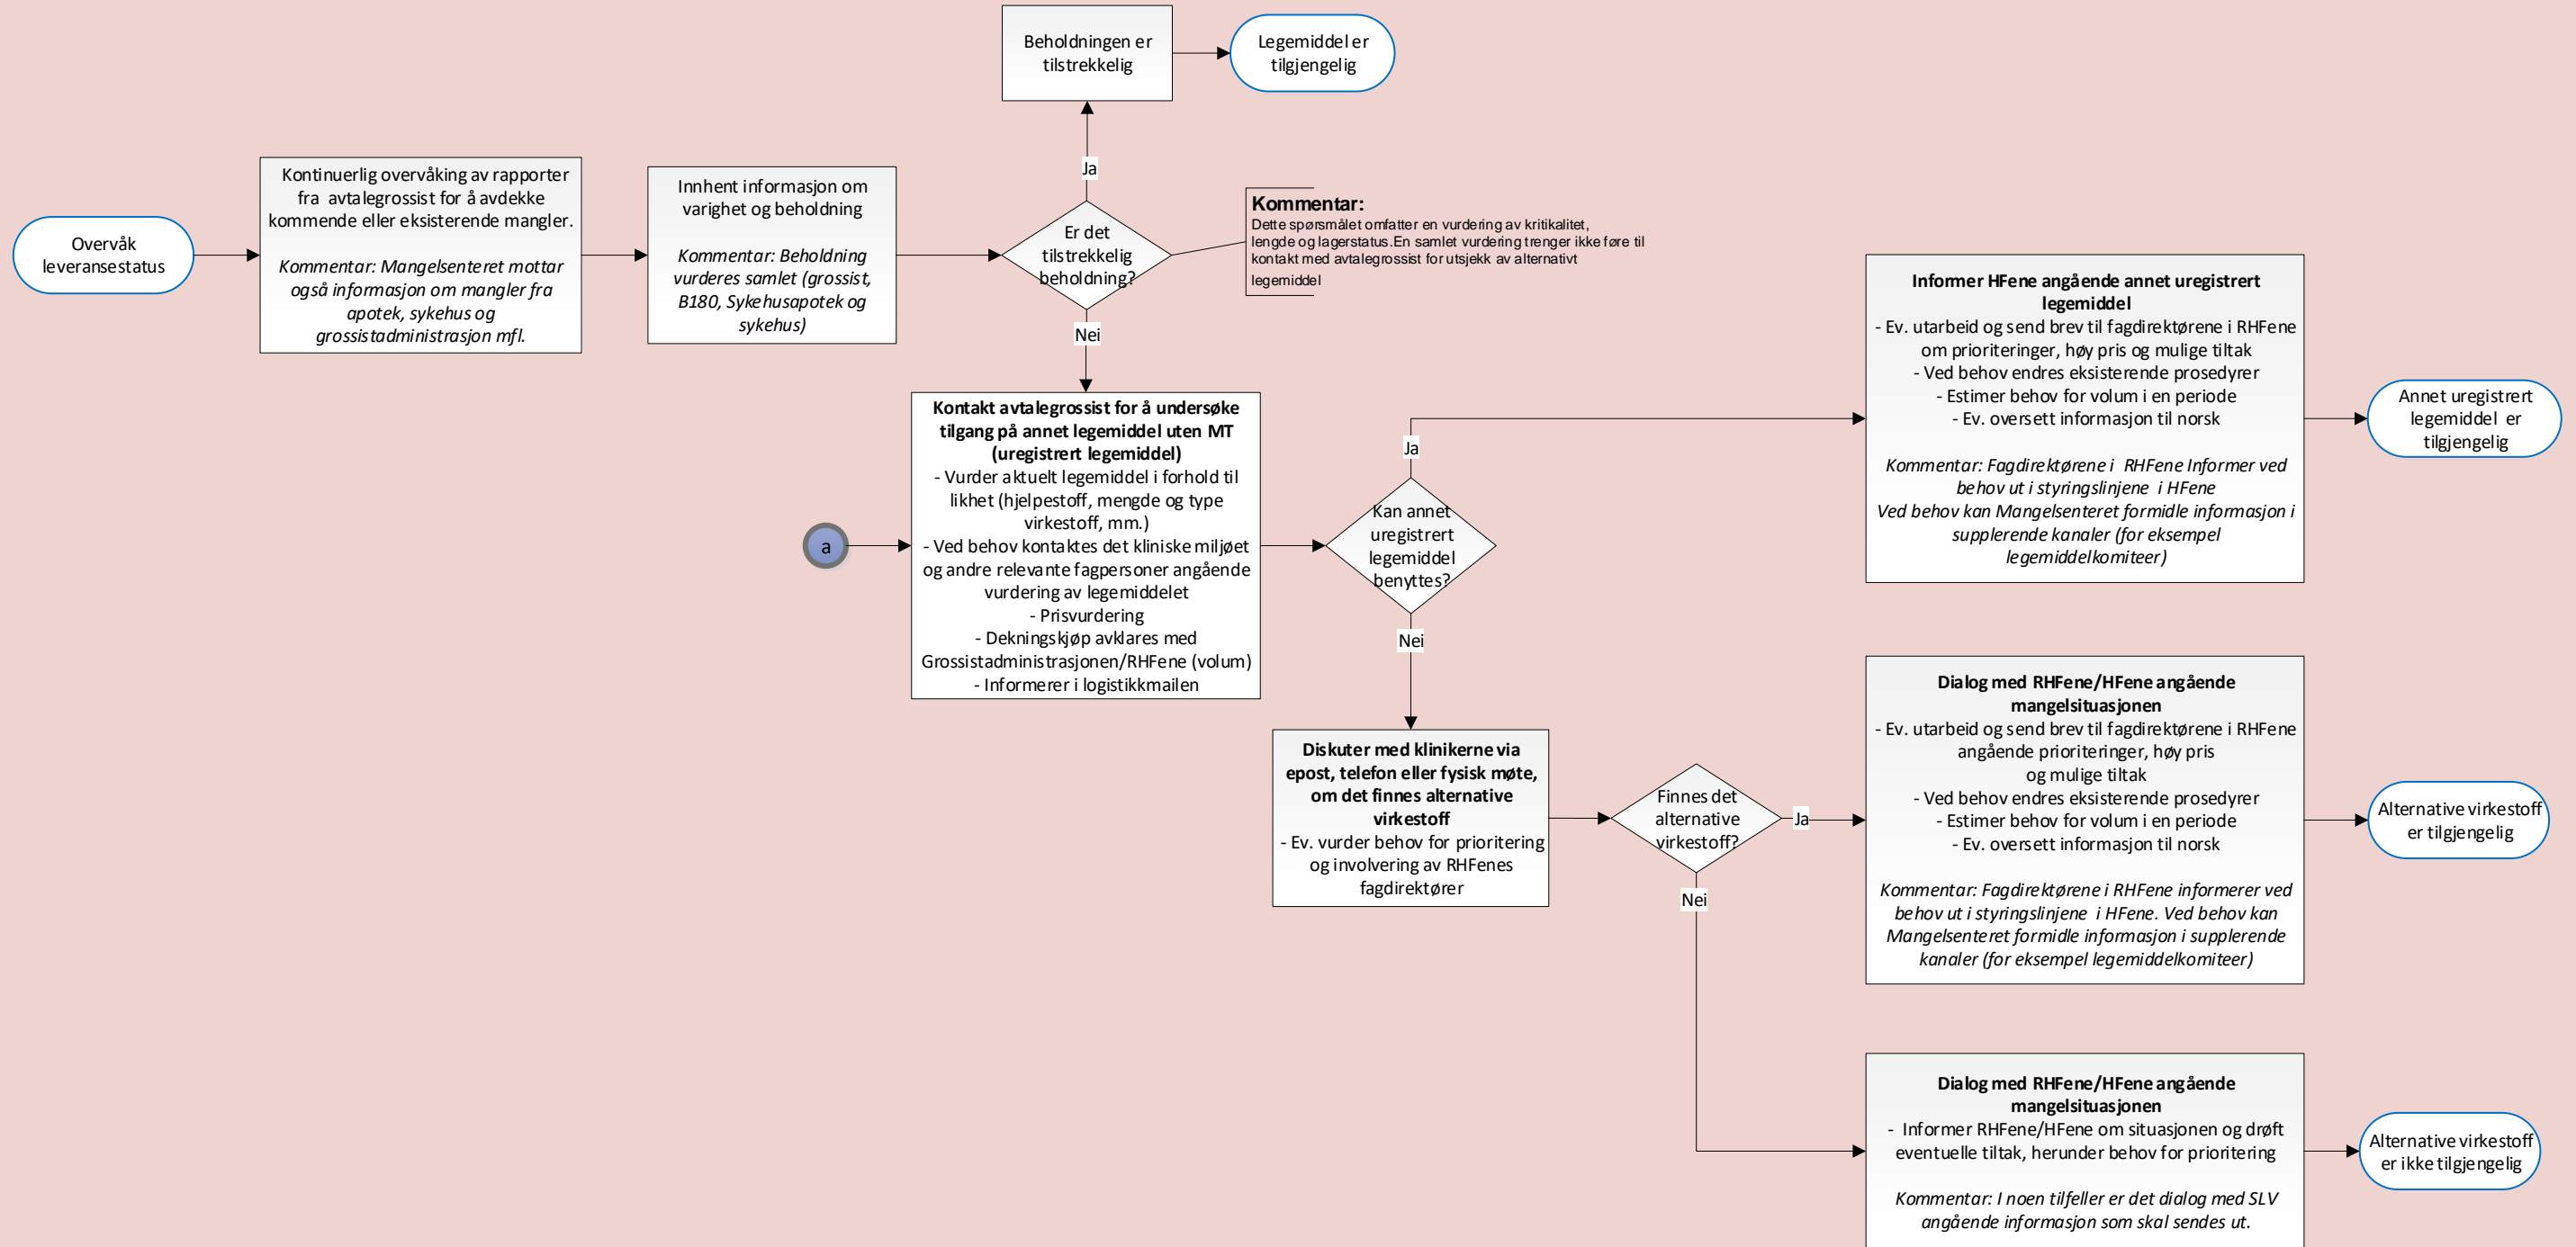 Beholdningen er
tilstrekkelig
Legemiddel er
tilgjengelig
Overvåk
leveransestatus
Kontinuerlig overvåking av rapporter
fra avtalegrossist for å avdekke
kommende eller eksisterende mangler.
Kommentar: Mangelsenteret mottar
også informasjon om mangler fra
apotek, sykehus og
grossistadministrasjon mfl.
Innhent informasjon om
varighet og beholdning
Kommentar: Beholdning
vurderes samlet (grossist,
B180, Sykehusapotek og
sykehus)
Ja
Er det
tilstrekkelig
beholdning?
Nei
Kommentar:
Dette spørsmålet omfatter en vurdering av kritikalitet,
lengde og lagerstatus.En samlet vurdering trenger ikke føre til
kontakt med avtalegrossist for utsjekk av alternativt
legemiddel
a
Kontakt avtalegrossist for å undersøke
tilgang på annet legemiddel uten MT
(uregistrert legemiddel)
- Vurder aktuelt legemiddel i forhold til
likhet (hjelpestoff, mengde og type
virkestoff, mm.)
- Ved behov kontaktes det kliniske miljøet
og andre relevante fagpersoner angående
vurdering av legemiddelet
- Prisvurdering
- Dekningskjøp avklares med
Grossistadministrasjonen/RHFene (volum)
- Informerer i logistikkmailen
Ja
Kan annet
uregistrert
legemiddel
benyttes?
Nei
Informer HFene angående annet uregistrert
legemiddel
- Ev. utarbeid og send brev til fagdirektørene i RHFene
om prioriteringer, høy pris og mulige tiltak
- Ved behov endres eksisterende prosedyrer
- Estimer behov for volum i en periode
- Ev. oversett informasjon til norsk
Kommentar: Fagdirektørene i RHFene Informer ved
behov ut i styringslinjene i HFene
Ved behov kan Mangelsenteret formidle informasjon i
supplerende kanaler (for eksempel
legemiddelkomiteer)
Annet uregistrert
legemiddel er
tilgjengelig
Diskuter med klinikerne via
epost, telefon eller fysisk møte,
om det finnes alternative
virkestoff
- Ev. vurder behov for prioritering
og involvering av RHFenes
fagdirektører
Finnes det
alternative
virkestoff?
Ja
Nei
Dialog med RHFene/HFene angående
mangelsituasjonen
- Ev. utarbeid og send brev til fagdirektørene i RHFene
angående prioriteringer, høy pris
og mulige tiltak
- Ved behov endres eksisterende prosedyrer
- Estimer behov for volum i en periode
- Ev. oversett informasjon til norsk
Kommentar: Fagdirektørene i RHFene informerer ved
behov ut i styringslinjene i HFene. Ved behov kan
Mangelsenteret formidle informasjon i supplerende
kanaler (for eksempel legemiddelkomiteer)
Alternative virkestoff
er tilgjengelig
Dialog med RHFene/HFene angående
mangelsituasjonen
- Informer RHFene/HFene om situasjonen og drøft
eventuelle tiltak, herunder behov for prioritering
Kommentar: I noen tilfeller er det dialog med SLV
angående informasjon som skal sendes ut.
Alternative virkestoff
er ikke tilgjengelig